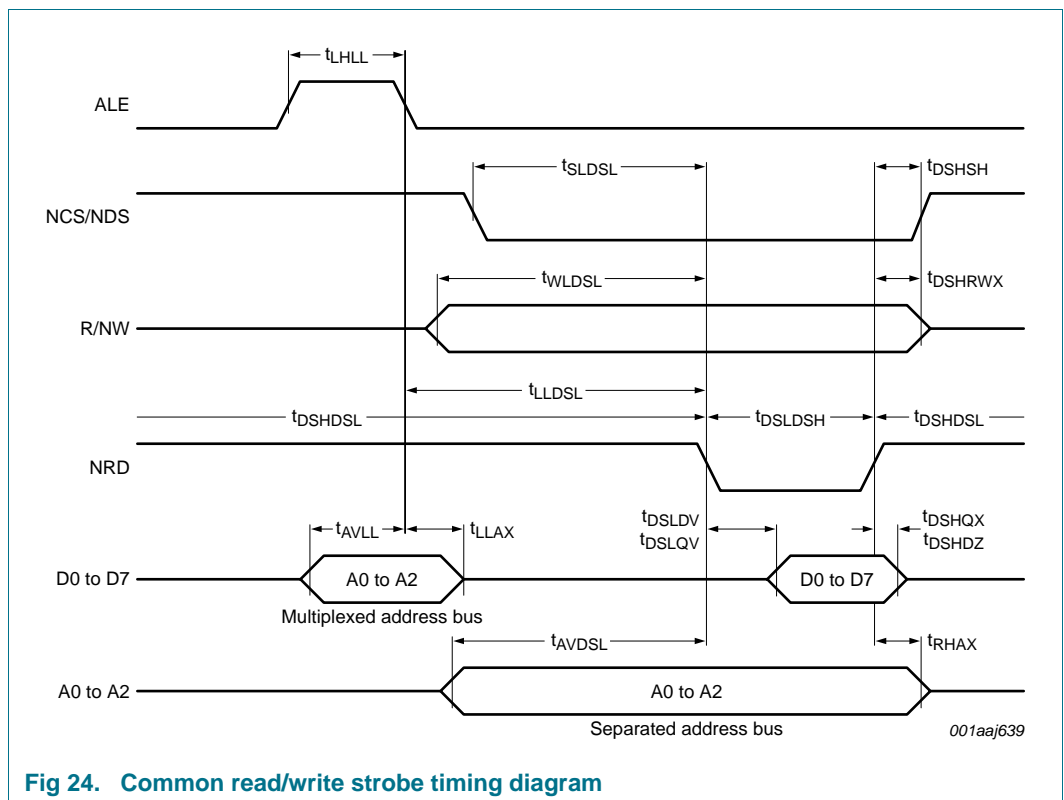 tLHLL
ALE
tSLDSL
tDSHSH
NCS/NDS
tWLDSL
tDSHRWX
R/NW
tLLDSL
tDSHDSL
tDSLDSH
tDSHDSL
NRD
tAVLL
tLLAX
tDSLDV
tDSLQV
tDSHQX
tDSHDZ
D0 to D7
A0 to A2
D0 to D7
Multiplexed address bus
tAVDSL
tRHAX
A0 to A2
A0 to A2
Separated address bus
001aaj639
Fig 24. Common read/write strobe timing diagram